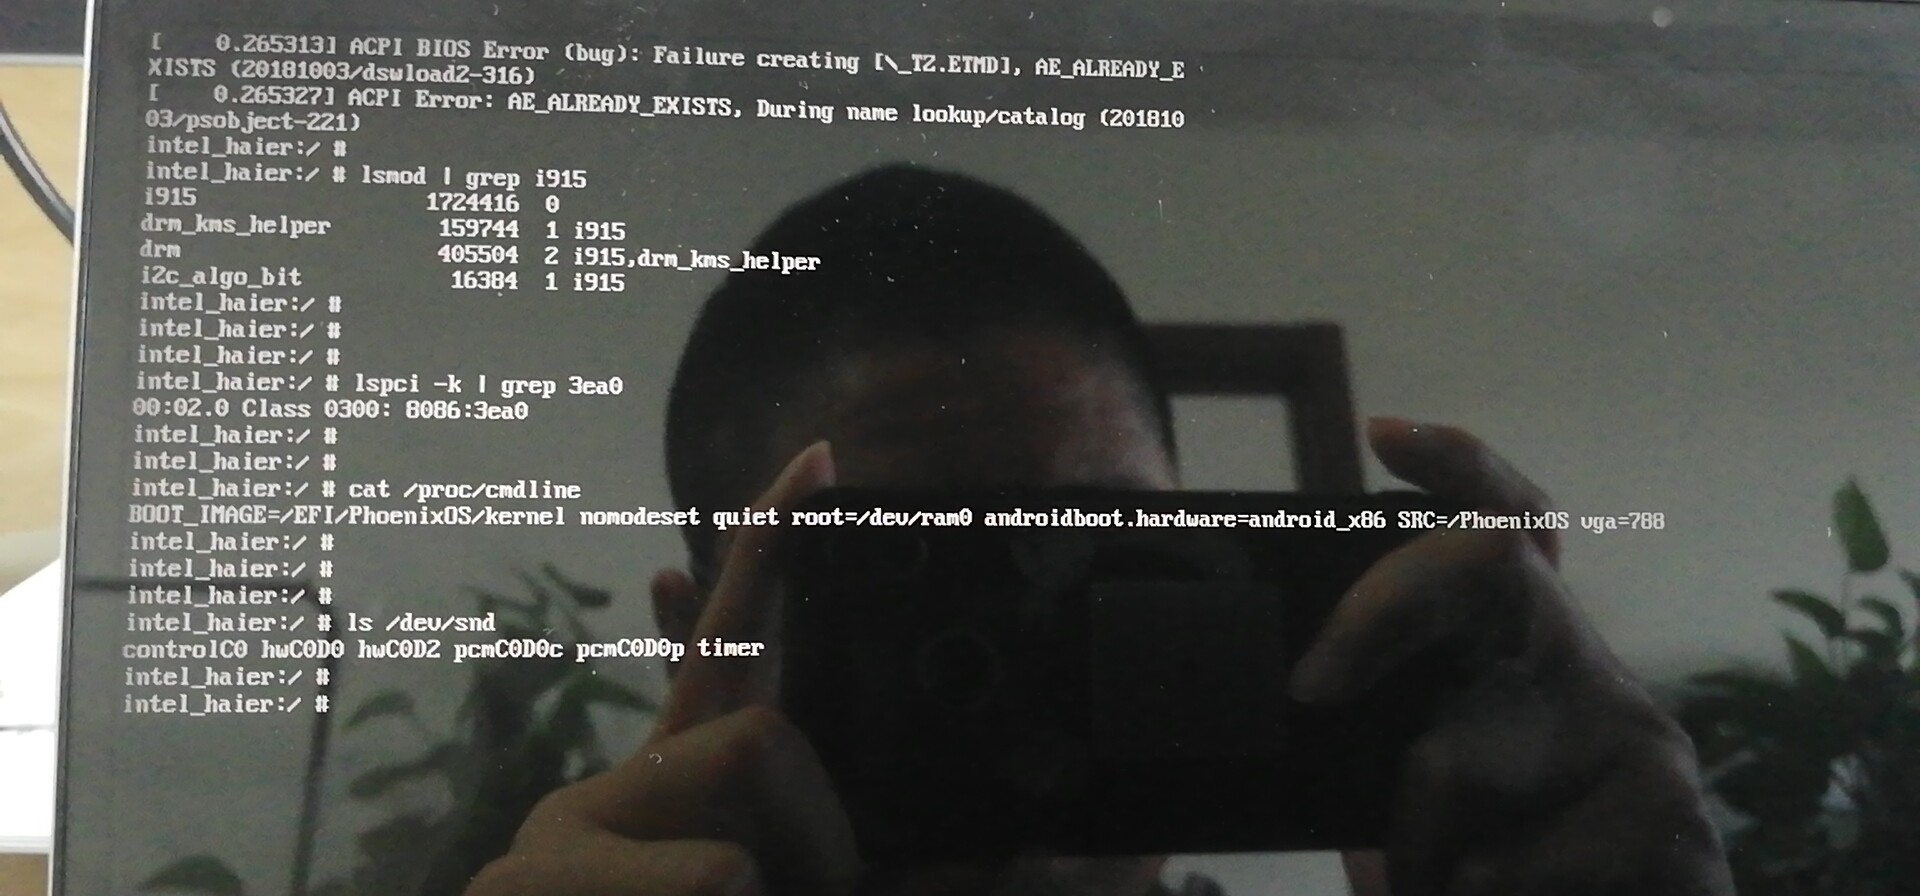 [    0.265313] ACPI BIOS Error (bug): Failure creating [\_TZ.ETMD], AE_ALREADY_E
XISTS (20181003/dswload2-316)
[    0.265327] ACPI Error: AE_ALREADY_EXISTS, During name lookup/catalog (201810
03/psobject-221)
intel_haier:/ #
intel_haier:/ # lsmod | grep i915
i915                 1724416  0
drm_kms_helper        159744  1 i915
drm                   405504  2 i915,drm_kms_helper
i2c_algo_bit           16384  1 i915
intel_haier:/ #
intel_haier:/ #
intel_haier:/ #
intel_haier:/ # lspci -k | grep 3ea0
00:02.0 Class 0300: 8086:3ea0
intel_haier:/ #
intel_haier:/ #
intel_haier:/ # cat /proc/cmdline
BOOT_IMAGE=/EFI/PhoenixOS/kernel nomodeset quiet root=/dev/ram0 androidboot.hardware=android_x86 SRC=/PhoenixOS vga=788
intel_haier:/ #
intel_haier:/ #
intel_haier:/ #
intel_haier:/ # ls /dev/snd
controlC0 hwC0D0 hwC0D2 pcmC0D0c pcmC0D0p timer
intel_haier:/ #
intel_haier:/ #